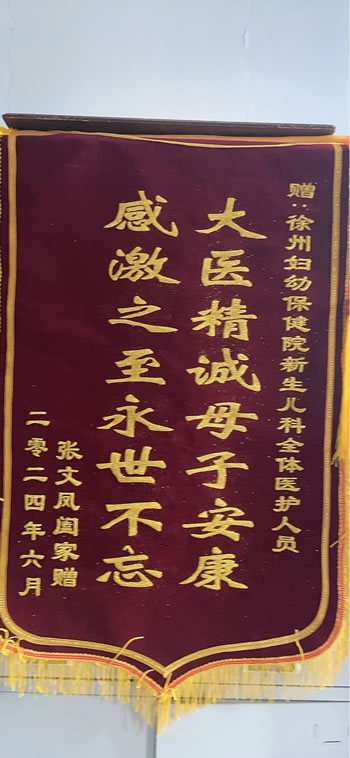 赠:徐州妇幼保健院新生儿科全体医护人员
大医精诚母子安康
感激之至永世不忘
张文凤阖家赠
二零二四年六月